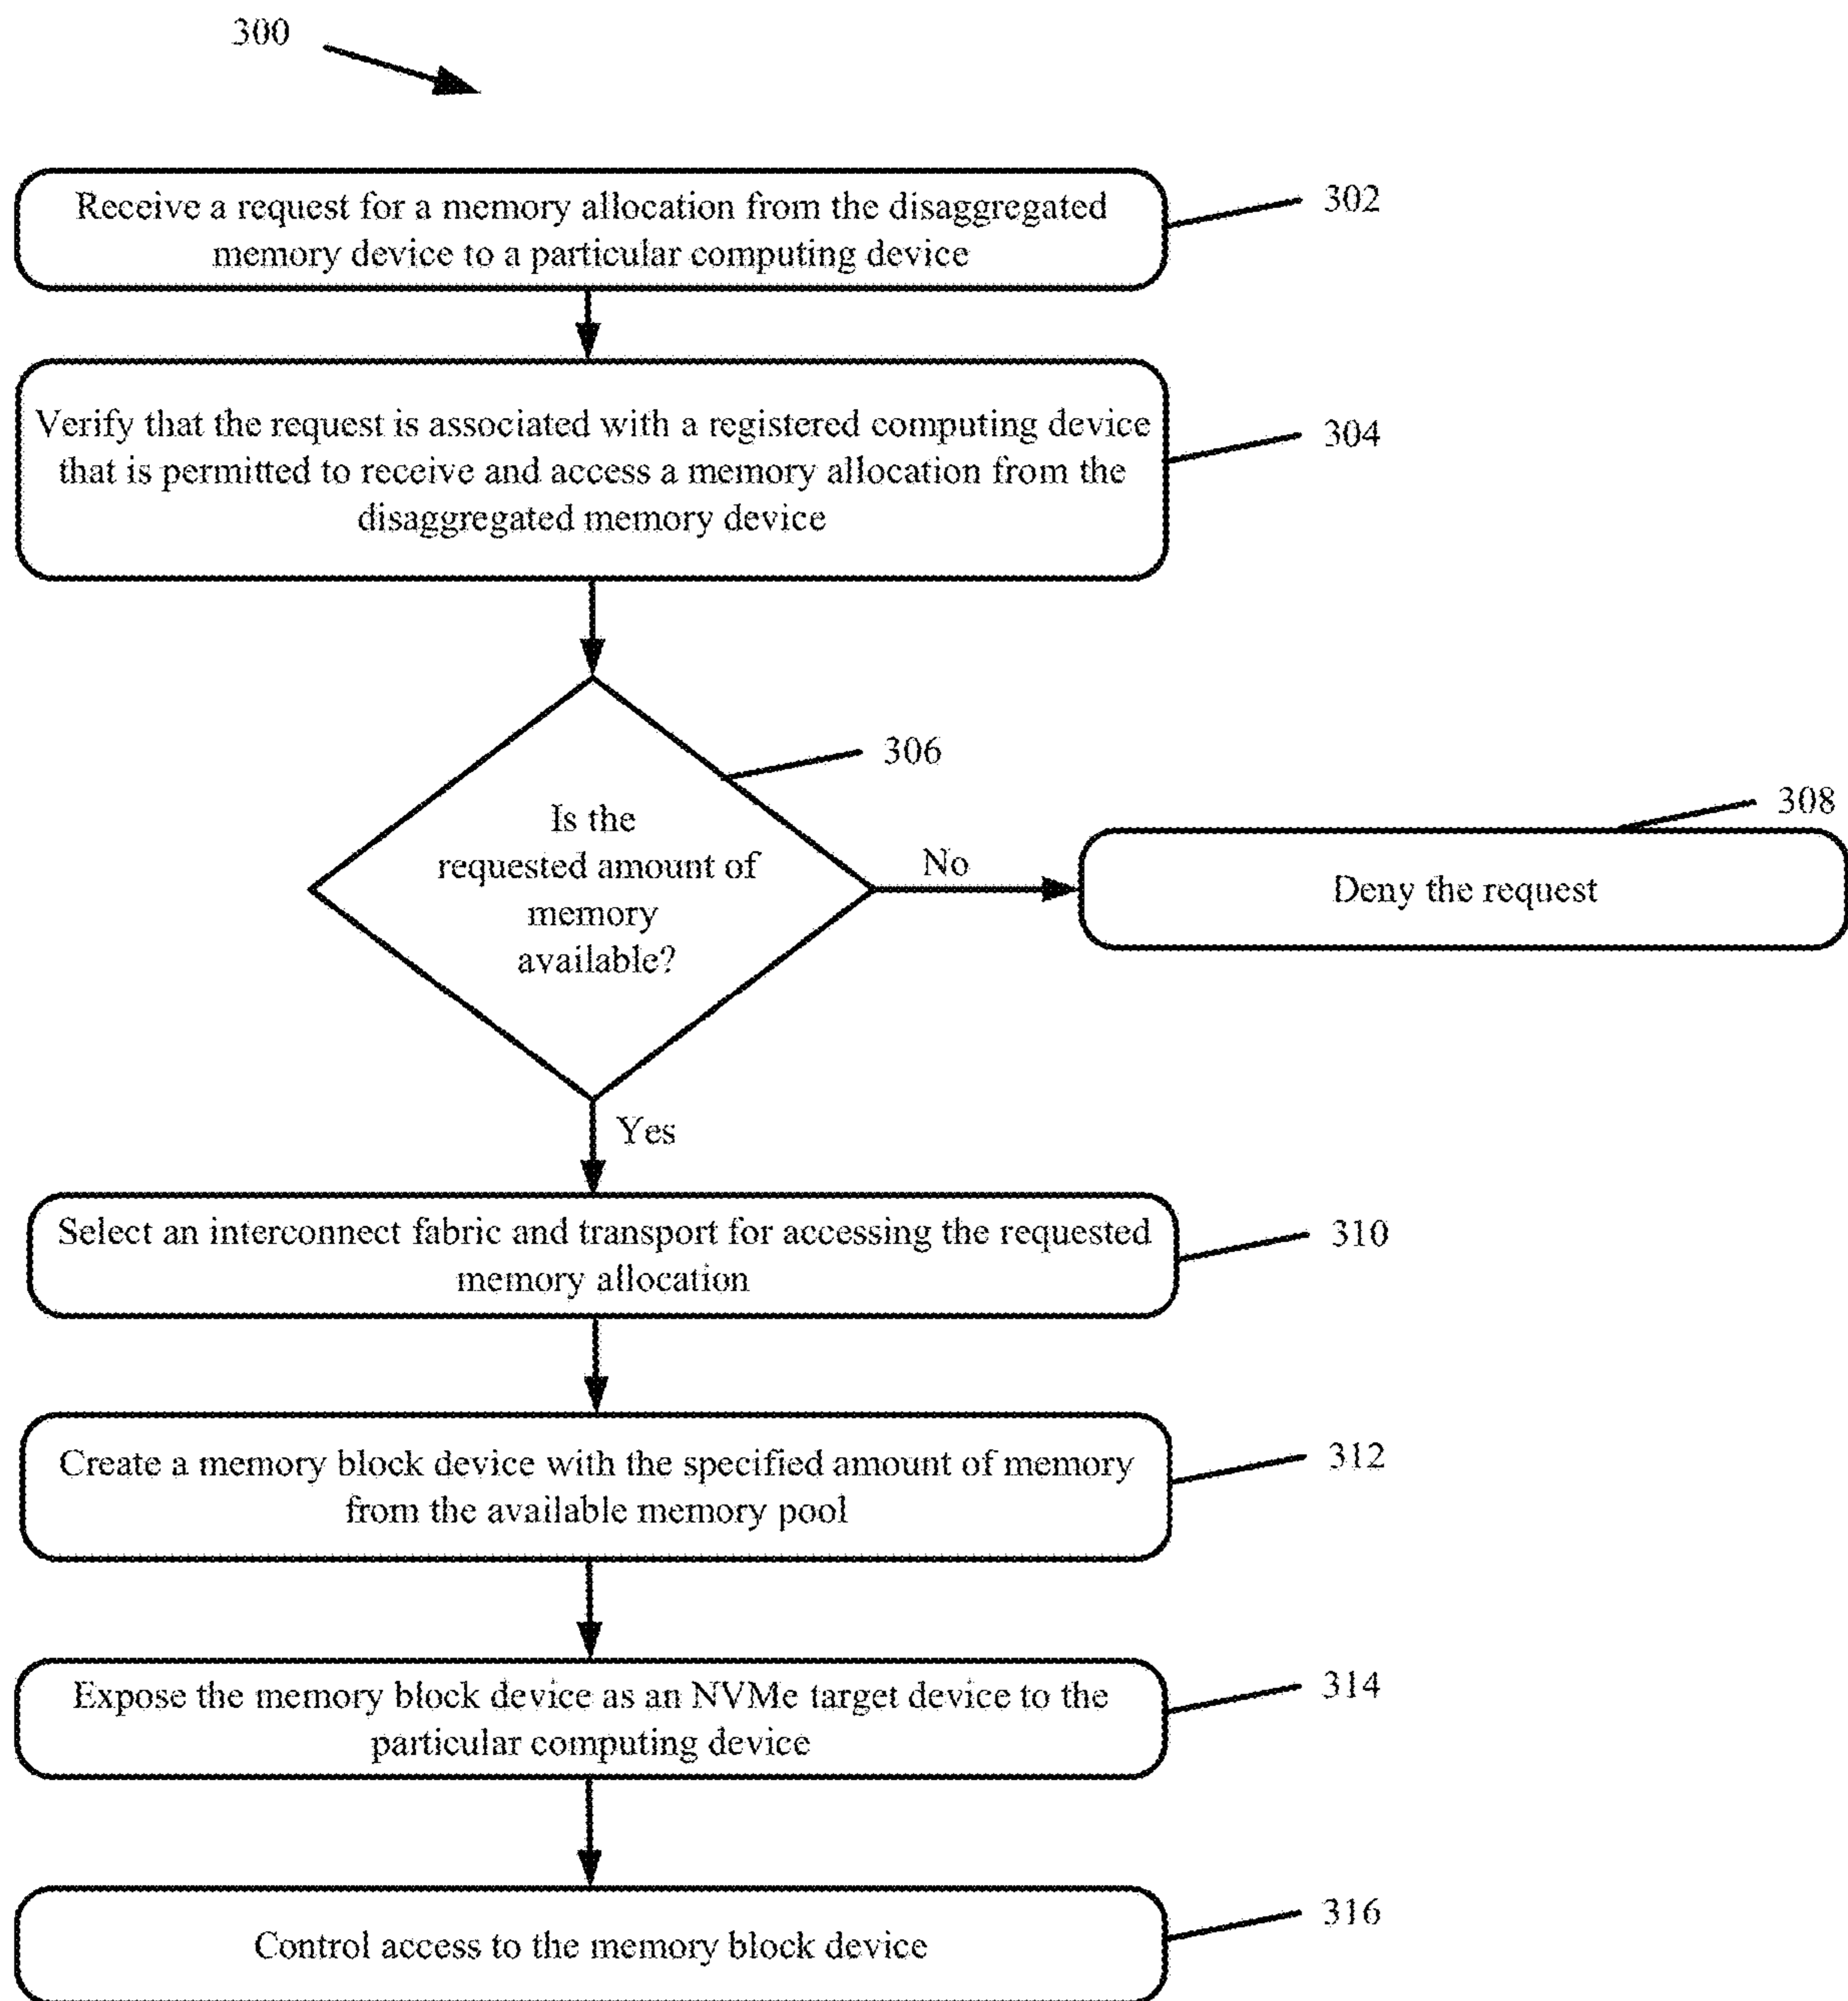 300
Receive a request for a memory allocation from the disaggregated
memory device to a particular computing device
302
Verify that the request is associated with a registered computing device
that is permitted to receive and access a memory allocation from the
disaggregated memory device
304
306
Is the
requested amount of
memory
available?
No
308
Deny the request
Yes
Select an interconnect fabric and transport for accessing the requested
memory allocation
310
Create a memory block device with the specified amount of memory
from the available memory pool
312
Expose the memory block device as an NVMe target device to the
particular computing device
314
Control access to the memory block device
316